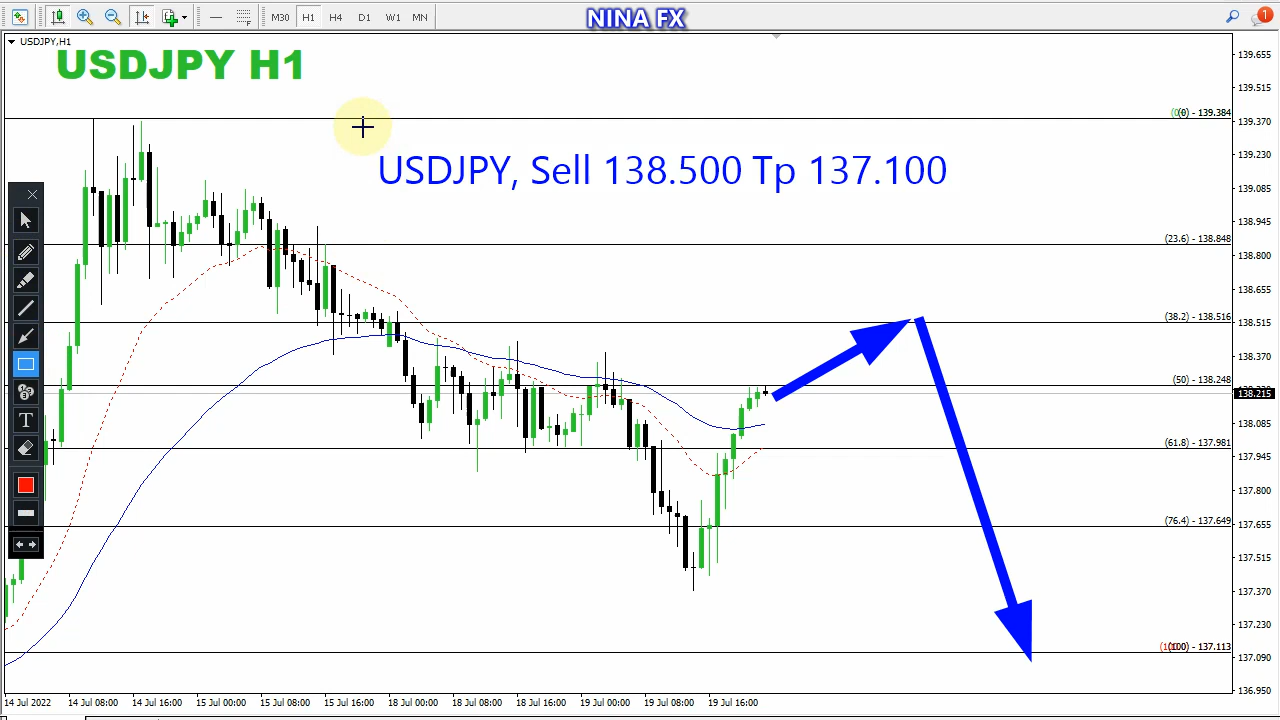 M30 H1 H4 D1 W1 MN
NINA FX
1
USDJPY,H1
USDJPY H1
USDJPY, Sell 138.500 Tp 137.100
(0) - 139.384
(23.6) - 138.848
(38.2) - 138.516
(50) - 138.248
(61.8) - 137.981
(76.4) - 137.649
(100) - 137.113
139.655
139.515
139.370
139.230
139.085
138.945
138.800
138.655
138.515
138.370
138.215
138.085
137.945
137.800
137.655
137.515
137.370
137.230
137.090
136.950
T
14 Jul 2022 14 Jul 08:00 14 Jul 16:00 15 Jul 00:00 15 Jul 08:00 15 Jul 16:00 18 Jul 00:00 18 Jul 08:00 18 Jul 16:00 19 Jul 00:00 19 Jul 08:00 19 Jul 16:00